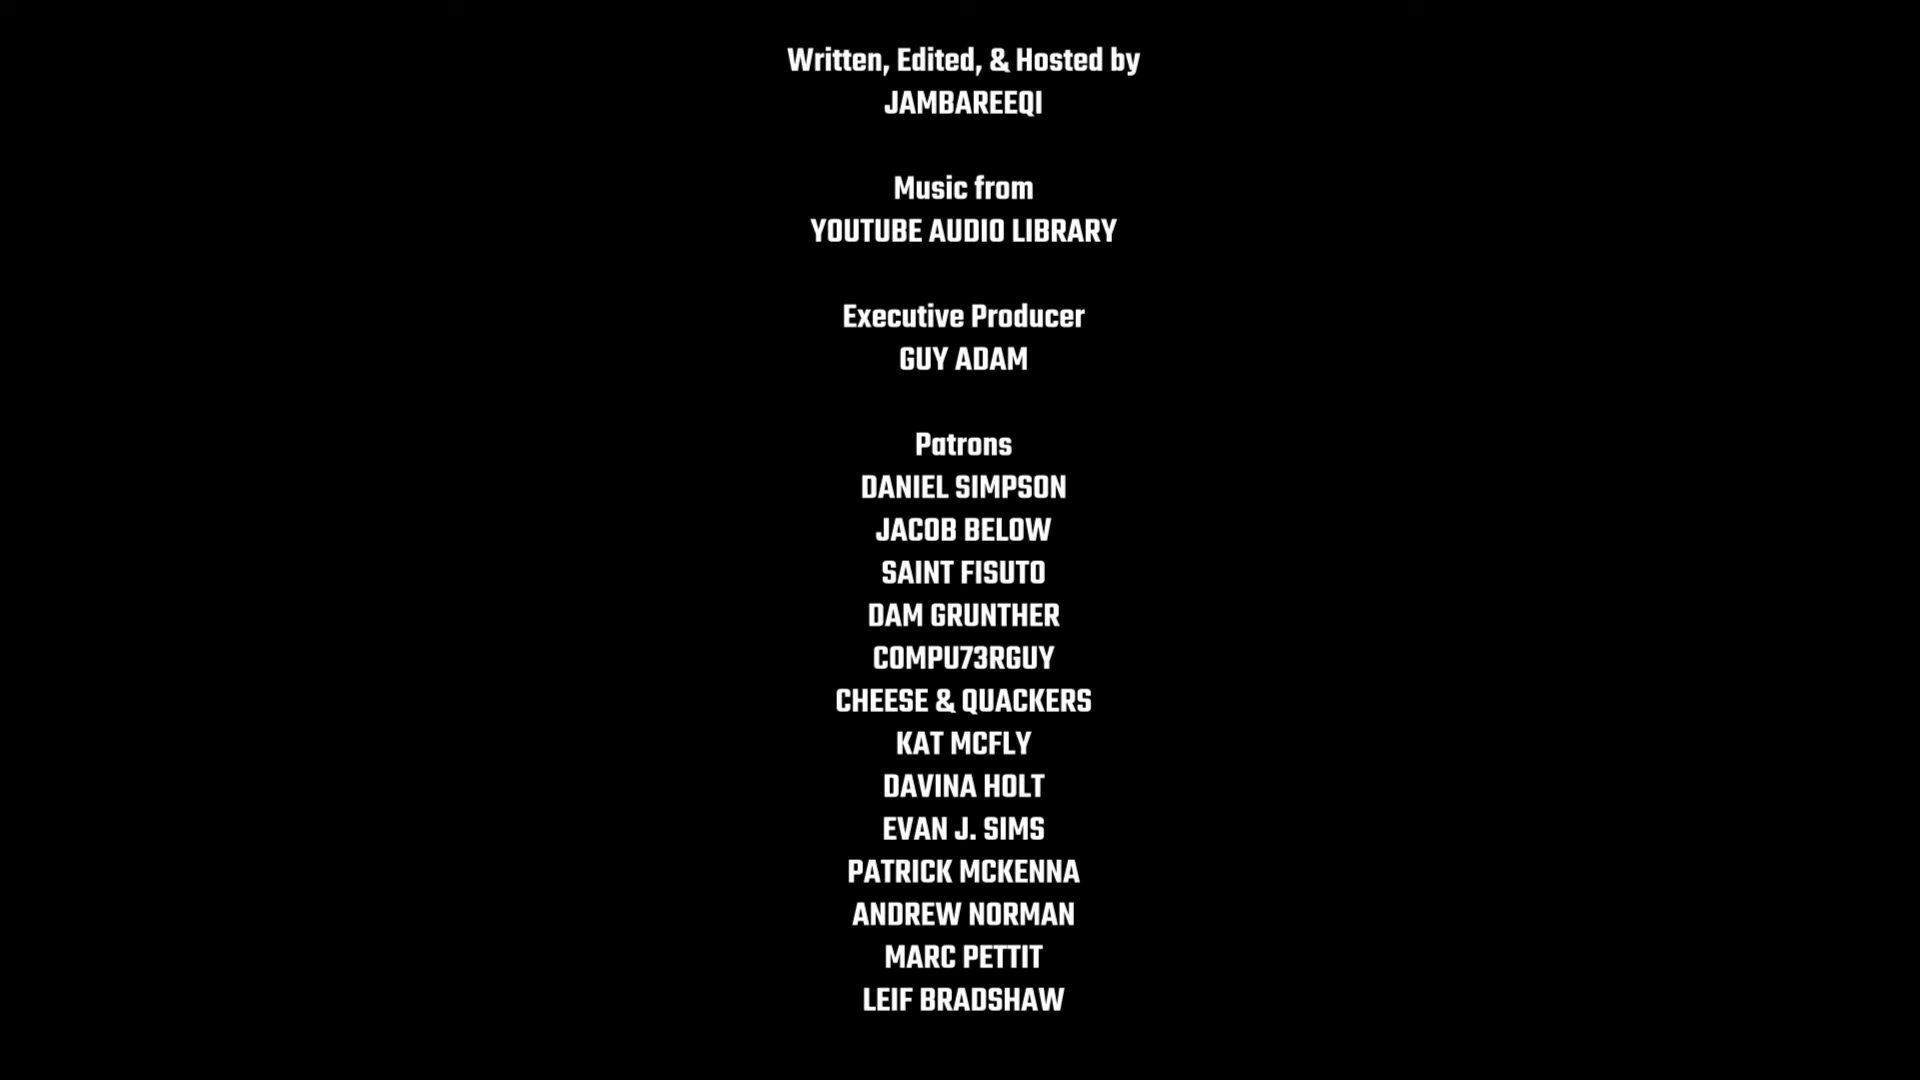 Written, Edited, & Hosted by
JAMBAREEQI
Music from
YOUTUBE AUDIO LIBRARY
Executive Producer
GUY ADAM
Patrons
DANIEL SIMPSON
JACOB BELOW
SAINT FISUTO
DAM GRUNTHER
COMPU73RGUY
CHEESE & QUACKERS
KAT MCFLY
DAVINA HOLT
EVAN J. SIMS
PATRICK MCKENNA
ANDREW NORMAN
MARC PETTIT
LEIF BRADSHAW